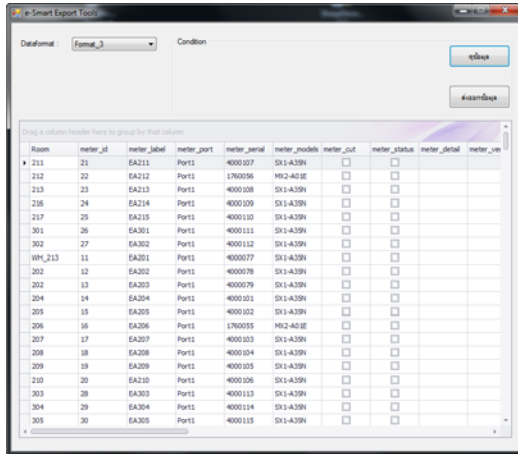 e-Smart Export Tools
Dataformat : Format_3 Condition
ดูข้อมูล
ส่งออกข้อมูล
Drag a column header here to group by that column
Room meter_id meter_label meter_port meter_serial meter_models meter_cut meter_status meter_detail meter_ver
211 21 EA211 Port1 4000107 SX1-A35N
212 22 EA212 Port1 1760056 MX2-A01E
213 23 EA213 Port1 4000108 SX1-A35N
216 24 EA214 Port1 4000109 SX1-A35N
217 25 EA215 Port1 4000110 SX1-A35N
301 26 EA301 Port1 4000111 SX1-A35N
302 27 EA302 Port1 4000112 SX1-A35N
WH_213 11 EA201 Port1 4000077 SX1-A35N
202 12 EA202 Port1 4000078 SX1-A35N
202 13 EA203 Port1 4000079 SX1-A35N
204 14 EA204 Port1 4000101 SX1-A35N
205 15 EA205 Port1 4000102 SX1-A35N
206 16 EA206 Port1 1760055 MX2-A01E
207 17 EA207 Port1 4000103 SX1-A35N
208 18 EA208 Port1 4000104 SX1-A35N
209 19 EA209 Port1 4000105 SX1-A35N
210 20 EA210 Port1 4000106 SX1-A35N
303 28 EA303 Port1 4000113 SX1-A35N
304 29 EA304 Port1 4000114 SX1-A35N
305 30 EA305 Port1 4000115 SX1-A35N